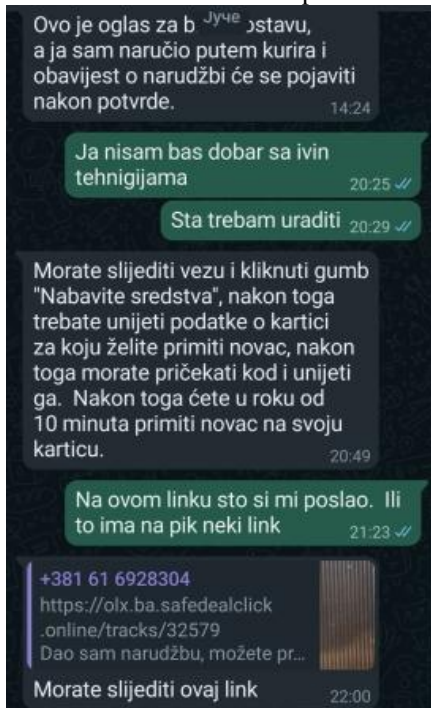 Ovo je oglas za b
Јуче
ostavu,
a ja sam naručio putem kurira i
obavijest o narudžbi će se pojaviti
nakon potvrde.
14:24
Ja nisam bas dobar sa ivin
tehnigijama
20:25
Sta trebam uraditi 20:29
Morate slijediti vezu i kliknuti gumb
"Nabavite sredstva", nakon toga
trebate unijeti podatke o kartici
za koju želite primiti novac, nakon
toga morate pričekati kod i unijeti
ga. Nakon toga ćete u roku od
10 minuta primiti novac na svoju
karticu.
20:49
Na ovom linku sto si mi poslao. Ili
to ima na pik neki link
21:23
+381 61 6928304
https://olx.ba.safedealclick
.online/tracks/32579
Dao sam narudžbu, možete pr...
Morate slijediti ovaj link
22:00